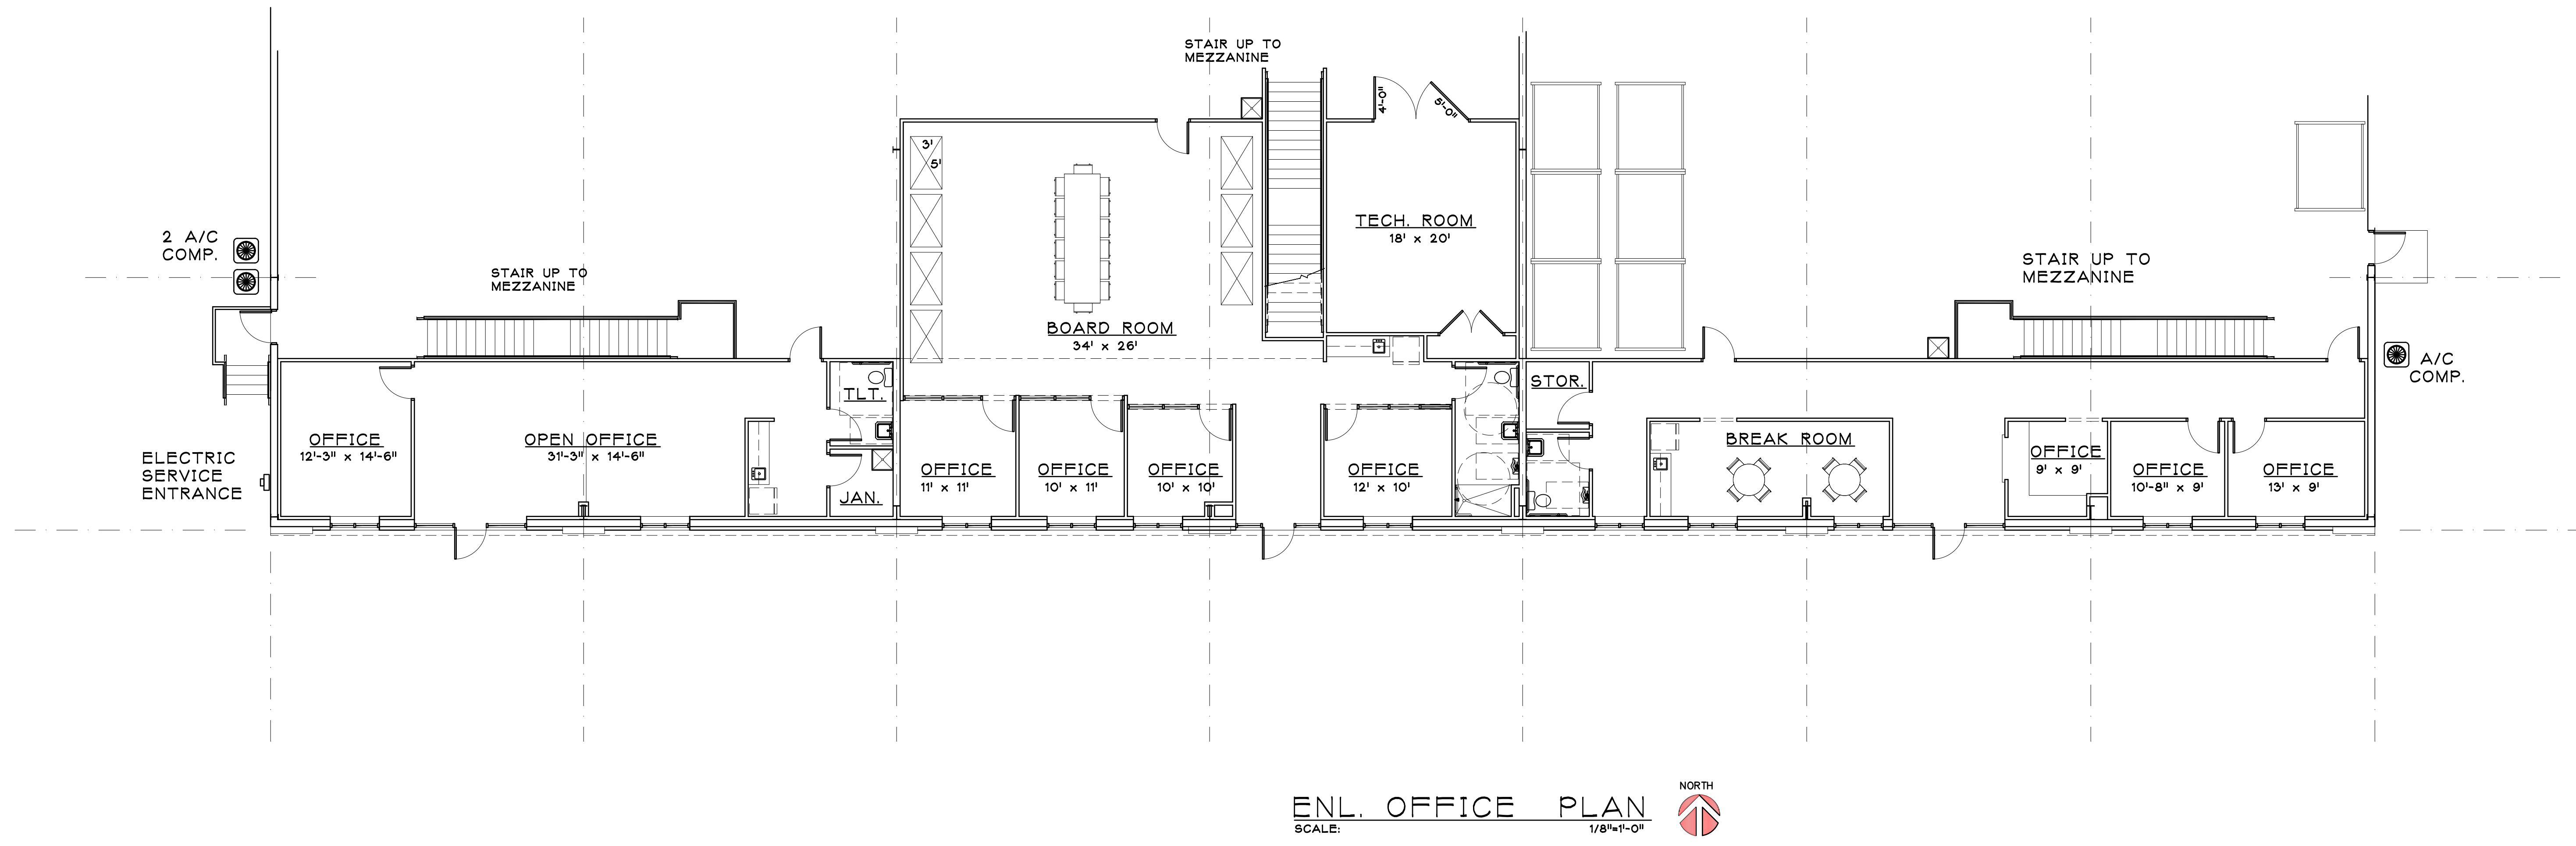 STAIR UP TO
MEZZANINE
4'-0"
5'-0"
3'
5'
TECH. ROOM
18' x 20'
2 A/C
COMP.
STAIR UP TO
MEZZANINE
STAIR UP TO
MEZZANINE
BOARD ROOM
34' x 26'
A/C
COMP.
TLT.
STOR.
OFFICE
12'-3" x 14'-6"
OPEN OFFICE
31'-3" x 14'-6"
BREAK ROOM
ELECTRIC
SERVICE
ENTRANCE
JAN.
OFFICE
11' x 11'
OFFICE
10' x 11'
OFFICE
10' x 10'
OFFICE
12' x 10'
OFFICE
9' x 9'
OFFICE
10'-8" x 9'
OFFICE
13' x 9'
NORTH
ENL. OFFICE PLAN
SCALE: 1/8"=1'-0"